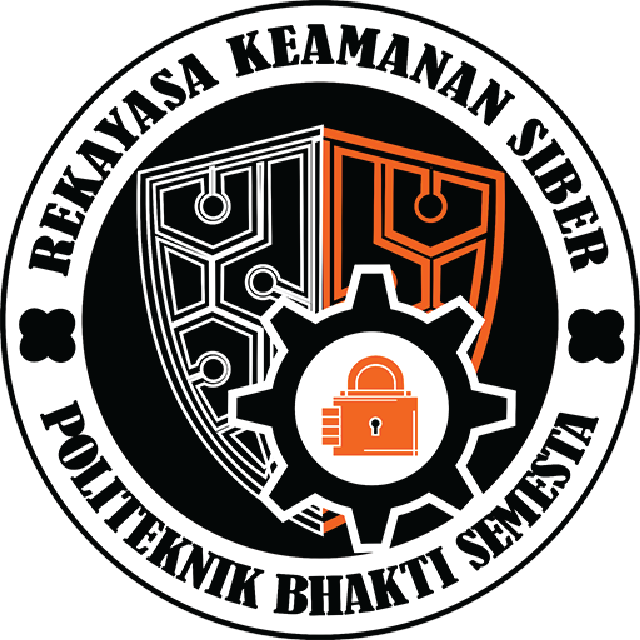 REKAYASA KEAMANAN SIBER
POLITEKNIK BHAKTI SEMESTA